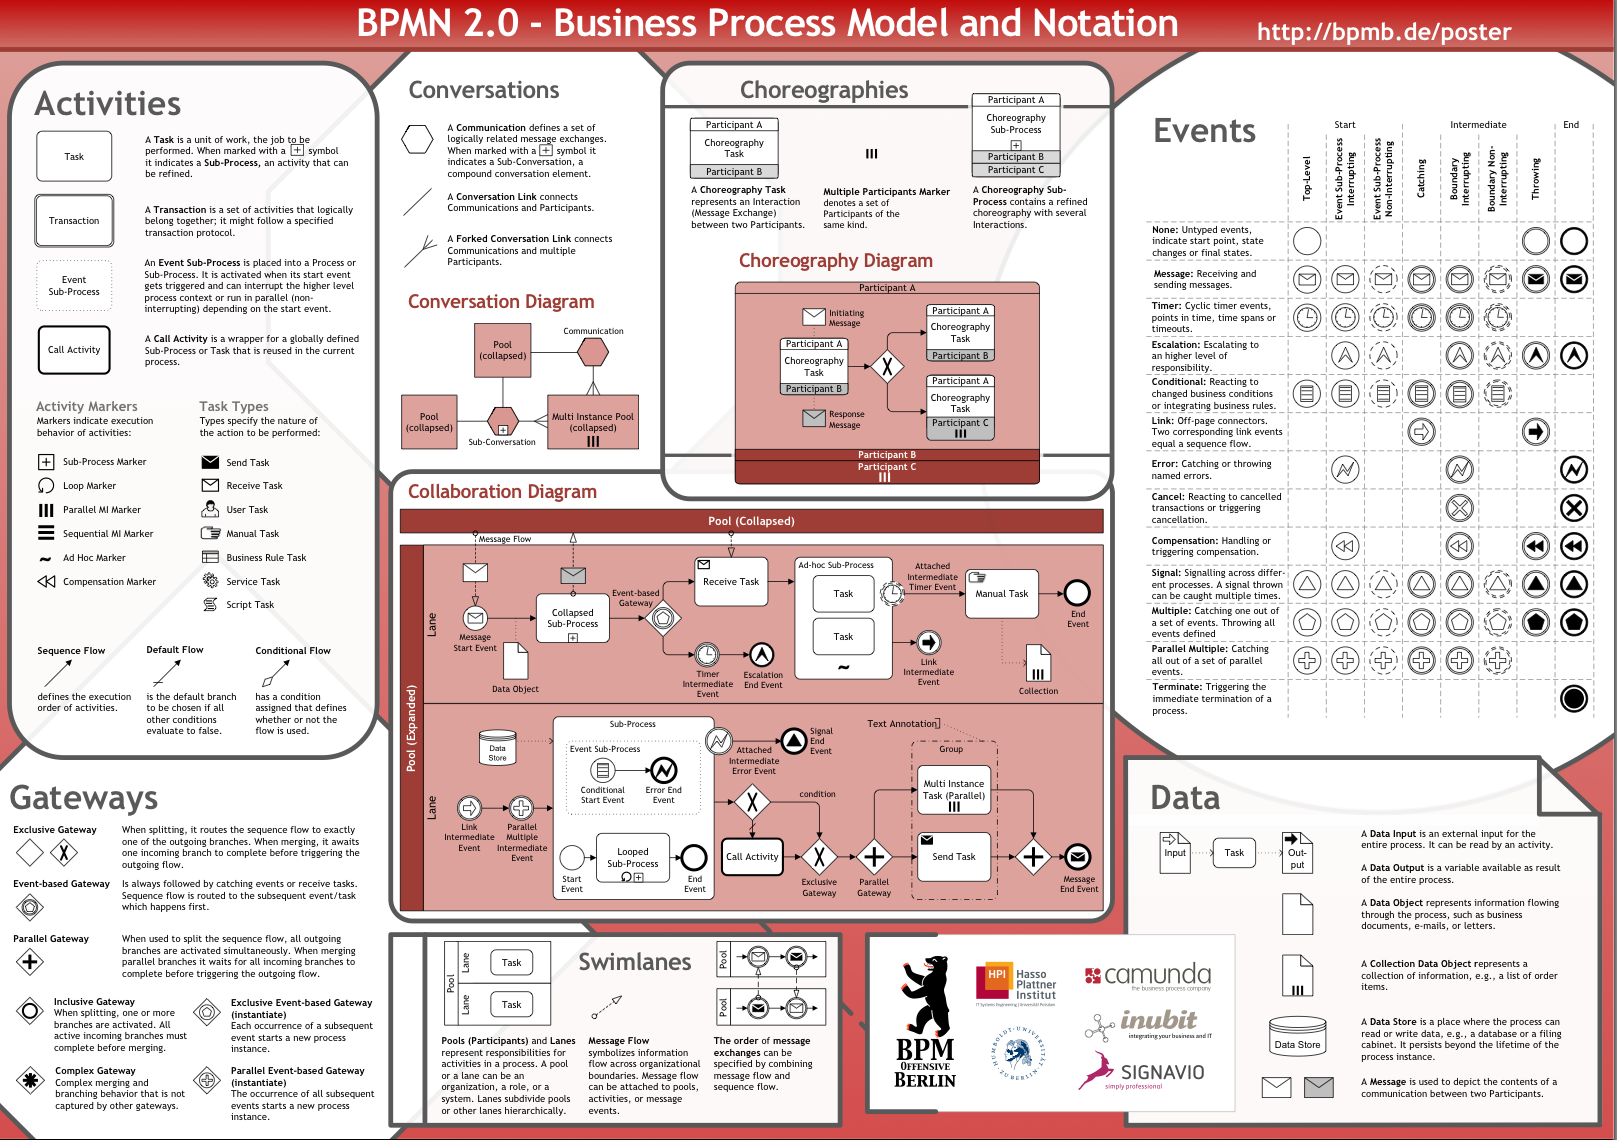 BPMN 2.0 - Business Process Model and Notation
http://bpmb.de/poster
Activities
Task
A Task is a unit of work, the job to be
performed. When marked with a + symbol
it indicates a Sub-Process, an activity that can
be refined.
Transaction
A Transaction is a set of activities that logically
belong together; it might follow a specified
transaction protocol.
Event
Sub-Process
An Event Sub-Process is placed into a Process or
Sub-Process. It is activated when its start event
gets triggered and can interrupt the higher level
process context or run in parallel (non-
interrupting) depending on the start event.
Call Activity
A Call Activity is a wrapper for a globally defined
Sub-Process or Task that is reused in the current
process.
Activity Markers
Markers indicate execution
behavior of activities:
Sub-Process Marker
Loop Marker
Parallel MI Marker
Sequential MI Marker
Ad Hoc Marker
Compensation Marker
Task Types
Types specify the nature of
the action to be performed:
Send Task
Receive Task
User Task
Manual Task
Business Rule Task
Service Task
Script Task
Sequence Flow
defines the execution
order of activities.
Default Flow
is the default branch
to be chosen if all
other conditions
evaluate to false.
Conditional Flow
has a condition
assigned that defines
whether or not the
flow is used.
Gateways
Exclusive Gateway
When splitting, it routes the sequence flow to exactly
one of the outgoing branches. When merging, it awaits
one incoming branch to complete before triggering the
outgoing flow.
Event-based Gateway
Is always followed by catching events or receive tasks.
Sequence flow is routed to the subsequent event/task
which happens first.
Parallel Gateway
When used to split the sequence flow, all outgoing
branches are activated simultaneously. When merging
parallel branches it waits for all incoming branches to
complete before triggering the outgoing flow.
Inclusive Gateway
When splitting, one or more
branches are activated. All
active incoming branches must
complete before merging.
Exclusive Event-based Gateway
(instantiate)
Each occurrence of a subsequent
event starts a new process
instance.
Complex Gateway
Complex merging and
branching behavior that is not
captured by other gateways.
Parallel Event-based Gateway
(instantiate)
The occurrence of all subsequent
events starts a new process
instance.
Conversations
A Communication defines a set of
logically related message exchanges.
When marked with a + symbol it
indicates a Sub-Conversation, a
compound conversation element.
A Conversation Link connects
Communications and Participants.
A Forked Conversation Link connects
Communications and multiple
Participants.
Conversation Diagram
Pool
(collapsed)
Communication
Pool
(collapsed)
Sub-Conversation
Multi Instance Pool
(collapsed)
Choreographies
Participant A
Choreography
Task
Participant B
A Choreography Task
represents an Interaction
(Message Exchange)
between two Participants.
Multiple Participants Marker
denotes a set of
Participants of the
same kind.
Participant A
Choreography
Sub-Process
Participant B
Participant C
A Choreography Sub-
Process contains a refined
choreography with several
Interactions.
Choreography Diagram
Participant A
Initiating
Message
Participant A
Choreography
Task
Participant B
Response
Message
Participant A
Choreography
Task
Participant B
Participant A
Choreography
Task
Participant C
Participant B
Participant C
Collaboration Diagram
Pool (Collapsed)
Message Flow
Pool (Expanded)
Lane
Message
Start Event
Collapsed
Sub-Process
Data Object
Event-based
Gateway
Receive Task
Timer
Intermediate
Event
Escalation
End Event
Ad-hoc Sub-Process
Task
Task
Attached
Intermediate
Timer Event
Manual Task
End
Event
Link
Intermediate
Event
Collection
Lane
Data
Store
Link
Intermediate
Event
Parallel
Multiple
Intermediate
Event
Sub-Process
Event Sub-Process
Conditional
Start Event
Error End
Event
Start
Event
Looped
Sub-Process
End
Event
Attached
Intermediate
Error Event
Signal
End
Event
Call Activity
condition
Exclusive
Gateway
Parallel
Gateway
Text Annotation
Group
Multi Instance
Task (Parallel)
Send Task
Message
End Event
Swimlanes
Pool
Lane
Task
Lane
Task
Pools (Participants) and Lanes
represent responsibilities for
activities in a process. A pool
or a lane can be an
organization, a role, or a
system. Lanes subdivide pools
or other lanes hierarchically.
Message Flow
symbolizes information
flow across organizational
boundaries. Message flow
can be attached to pools,
activities, or message
events.
Pool
Pool
The order of message
exchanges can be
specified by combining
message flow and
sequence flow.
Events
Start
Intermediate
End
Top-Level
Event Sub-Process
Interrupting
Event Sub-Process
Non-Interrupting
Catching
Boundary
Interrupting
Boundary Non-
Interrupting
Throwing
None: Untyped events,
indicate start point, state
changes or final states.
Message: Receiving and
sending messages.
Timer: Cyclic timer events,
points in time, time spans or
timeouts.
Escalation: Escalating to
an higher level of
responsibility.
Conditional: Reacting to
changed business conditions
or integrating business rules.
Link: Off-page connectors.
Two corresponding link events
equal a sequence flow.
Error: Catching or throwing
named errors.
Cancel: Reacting to cancelled
transactions or triggering
cancellation.
Compensation: Handling or
triggering compensation.
Signal: Signalling across differ-
ent processes. A signal thrown
can be caught multiple times.
Multiple: Catching one out of
a set of events. Throwing all
events defined
Parallel Multiple: Catching
all out of a set of parallel
events.
Terminate: Triggering the
immediate termination of a
process.
Data
Input
Task
Out-
put
A Data Input is an external input for the
entire process. It can be read by an activity.
A Data Output is a variable available as result
of the entire process.
A Data Object represents information flowing
through the process, such as business
documents, e-mails, or letters.
A Collection Data Object represents a
collection of information, e.g., a list of order
items.
Data Store
A Data Store is a place where the process can
read or write data, e.g., a database or a filing
cabinet. It persists beyond the lifetime of the
process instance.
A Message is used to depict the contents of a
communication between two Participants.
BPM
OFFENSIVE
BERLIN
HPI
Hasso
Plattner
Institut
IT Systems Engineering | Universität Potsdam
HUMBOLDT-UNIVERSITÄT
ZU BERLIN
camunda
the business process company
inubit
integrating your business and IT
SIGNAVIO
simply professional